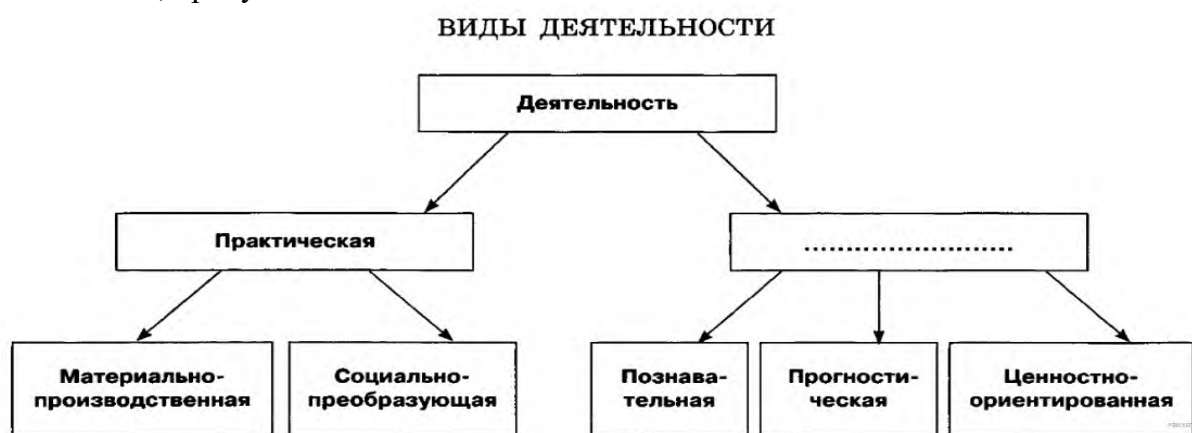 ВИДЫ ДЕЯТЕЛЬНОСТИ
Деятельность
Практическая
............................
Материально-
производственная
Социально-
преобразующая
Познава-
тельная
Прогности-
ческая
Ценностно-
ориентированная